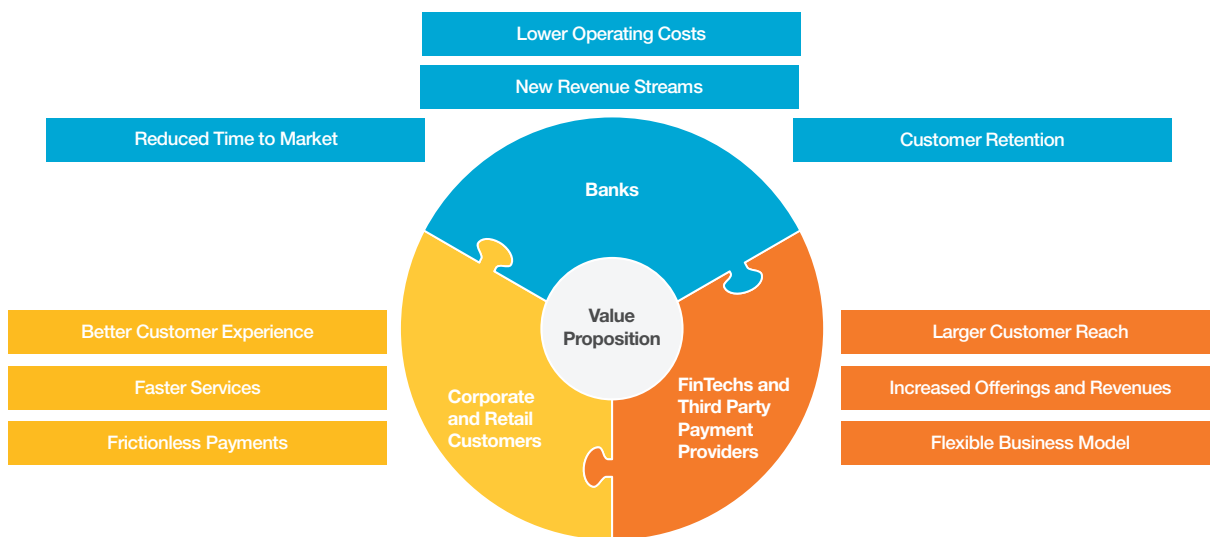 Lower Operating Costs
New Revenue Streams
Reduced Time to Market
Customer Retention
Banks
Value
Proposition
Better Customer Experience
Faster Services
Frictionless Payments
Corporate
and Retail
Customers
FinTechs and
Third Party
Payment
Providers
Larger Customer Reach
Increased Offerings and Revenues
Flexible Business Model